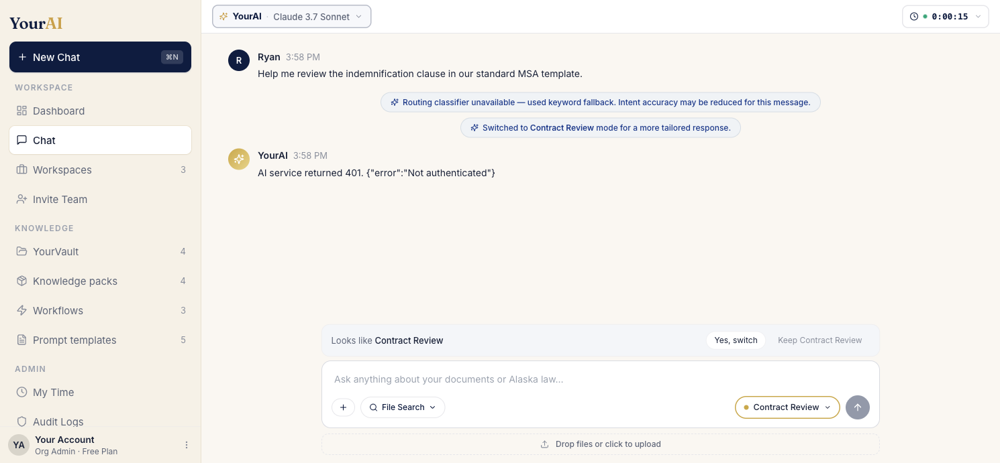 YourAI
New Chat ⌘N
WORKSPACE
Dashboard
Chat
Workspaces 3
Invite Team
KNOWLEDGE
YourVault 4
Knowledge packs 4
Workflows 3
Prompt templates 5
ADMIN
My Time
Audit Logs
YA
Your Account
Org Admin · Free Plan
YourAI · Claude 3.7 Sonnet
0:00:15
R
Ryan 3:58 PM
Help me review the indemnification clause in our standard MSA template.
Routing classifier unavailable — used keyword fallback. Intent accuracy may be reduced for this message.
Switched to Contract Review mode for a more tailored response.
YourAI 3:58 PM
AI service returned 401. {"error":"Not authenticated"}
Looks like Contract Review
Yes, switch
Keep Contract Review
Ask anything about your documents or Alaska law...
File Search
Contract Review
Drop files or click to upload